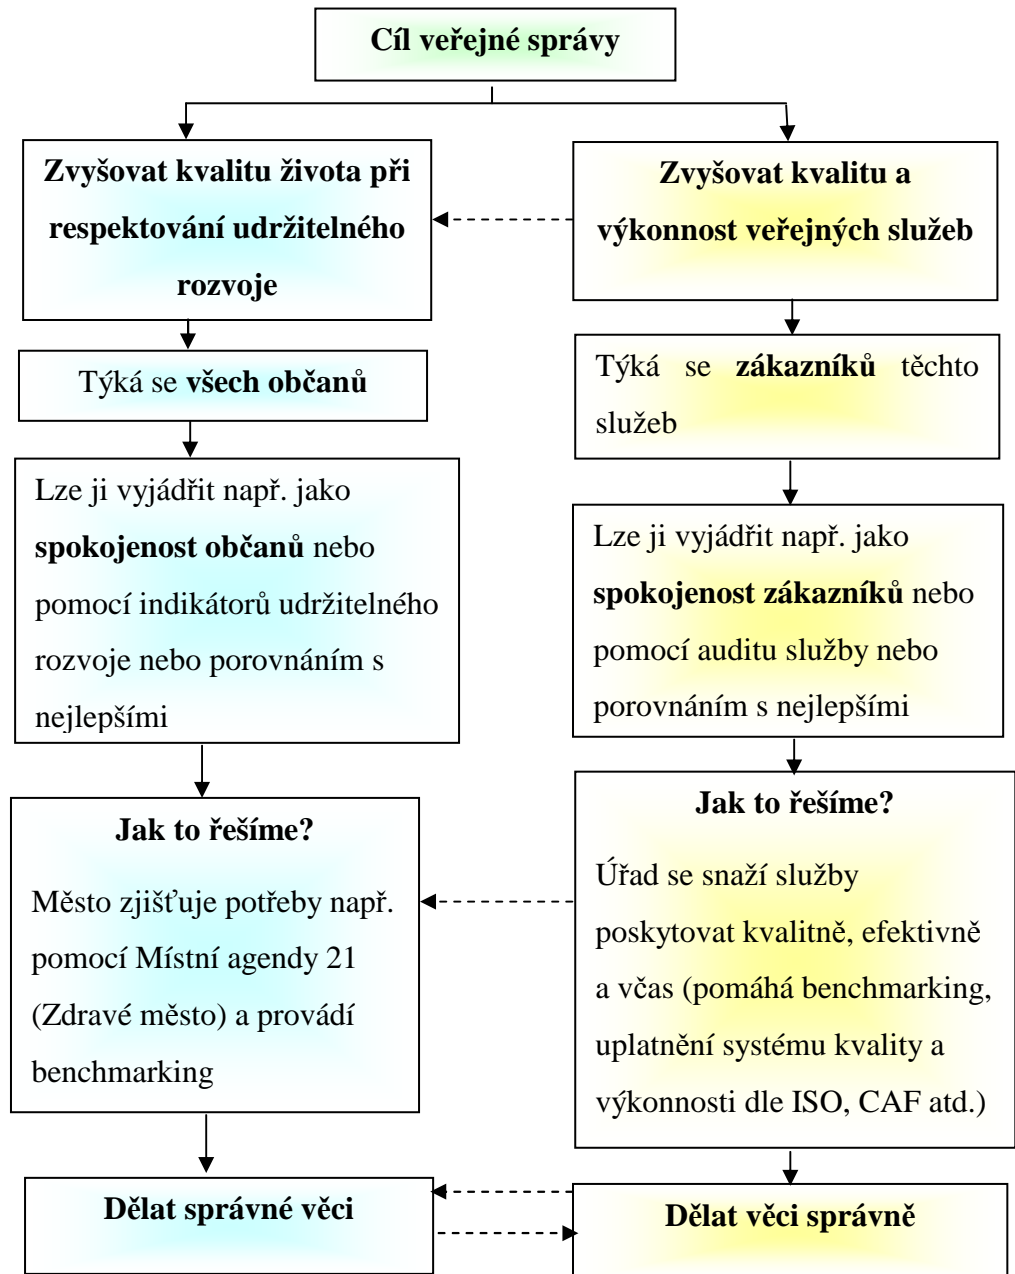 Cíl veřejné správy
Zvyšovat kvalitu života při
respektování udržitelného
rozvoje
Zvyšovat kvalitu a
výkonnost veřejných služeb
Týká se všech občanů
Týká se zákazníků těchto
služeb
Lze ji vyjádřit např. jako
spokojenost občanů nebo
pomocí indikátorů udržitelného
rozvoje nebo porovnáním s
nejlepšími
Lze ji vyjádřit např. jako
spokojenost zákazníků nebo
pomocí auditu služby nebo
porovnáním s nejlepšími
Jak to řešíme?
Město zjišťuje potřeby např.
pomocí Místní agendy 21
(Zdravé město) a provádí
benchmarking
Jak to řešíme?
Úřad se snaží služby
poskytovat kvalitně, efektivně
a včas (pomáhá benchmarking,
uplatnění systému kvality a
výkonnosti dle ISO, CAF atd.)
Dělat správné věci
Dělat věci správně